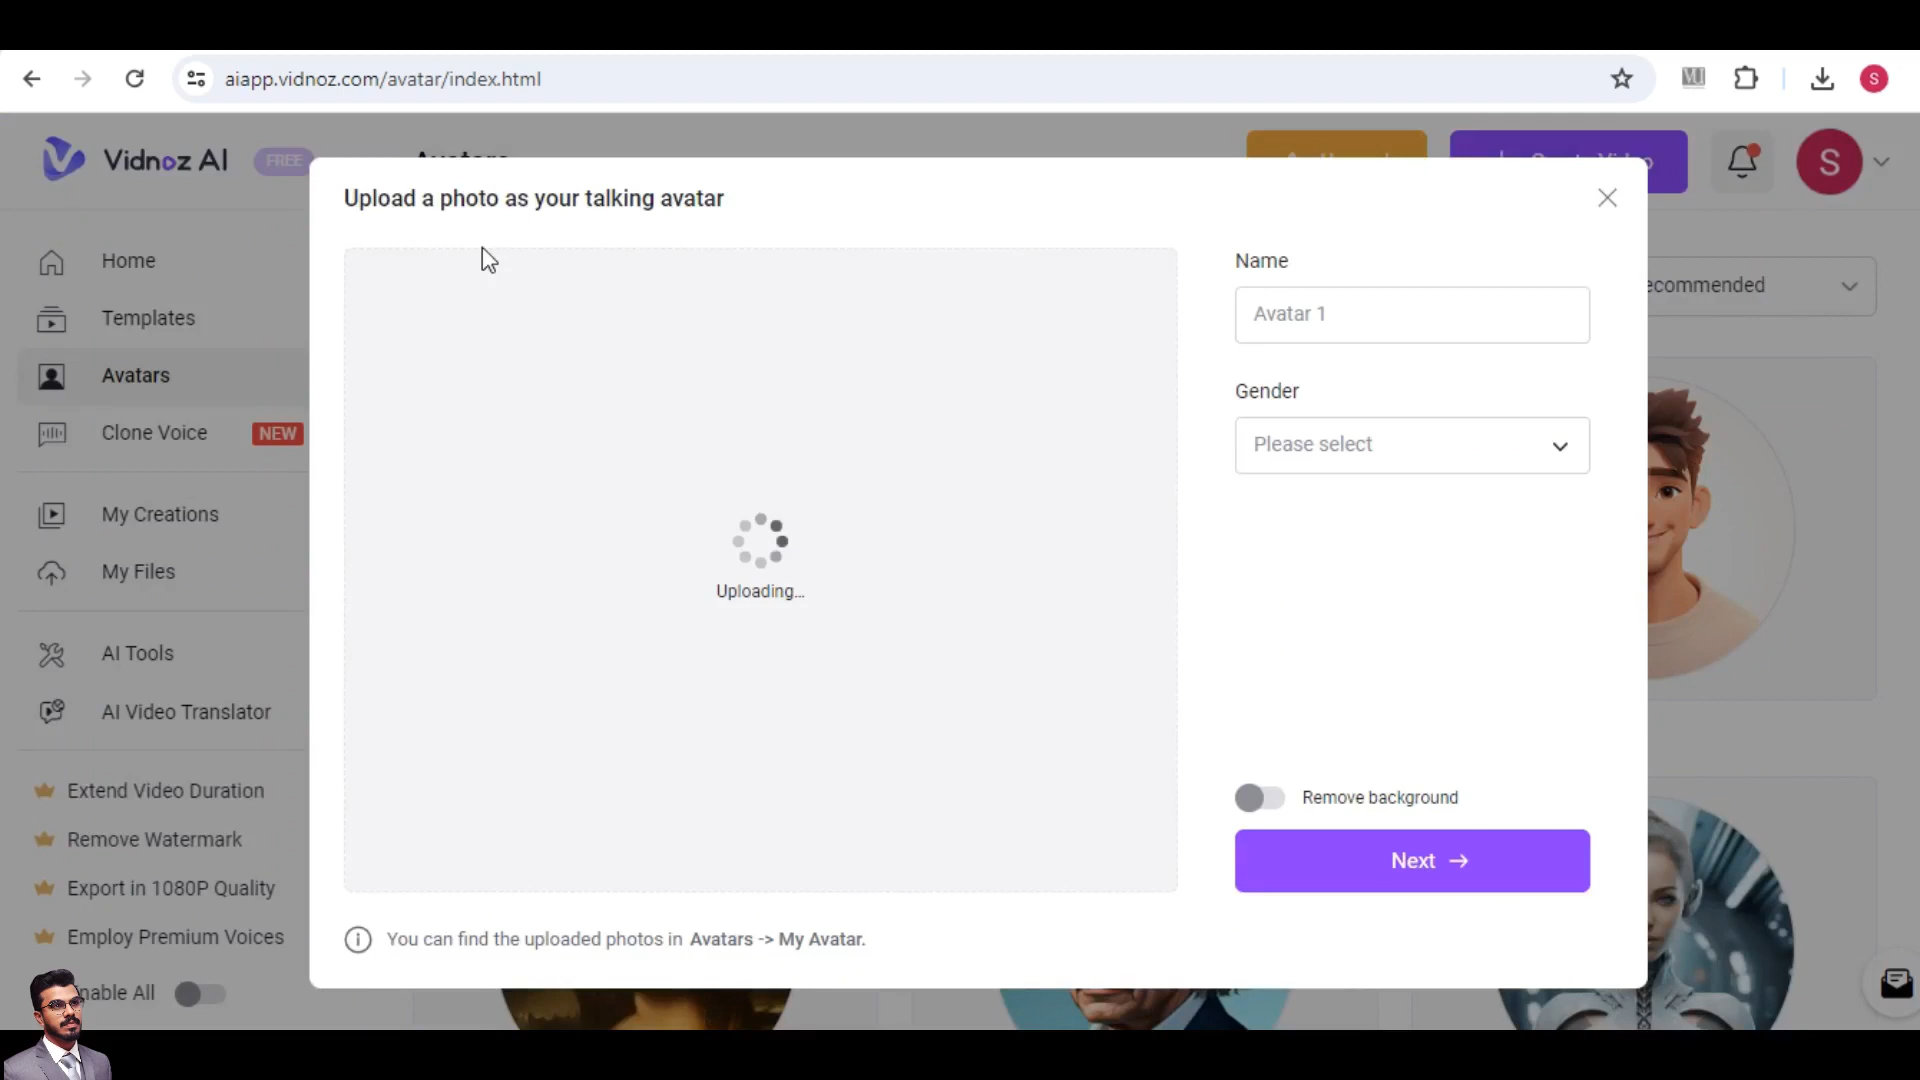 aiapp.vidnoz.com/avatar/index.html
S
Vidnoz AI
FREE
S
Upload a photo as your talking avatar
Home
Templates
Avatars
Clone Voice
NEW
My Creations
My Files
AI Tools
AI Video Translator
Extend Video Duration
Remove Watermark
Export in 1080P Quality
Employ Premium Voices
All
Uploading...
Name
Avatar 1
Gender
Please select
Remove background
Next
You can find the uploaded photos in Avatars -> My Avatar.